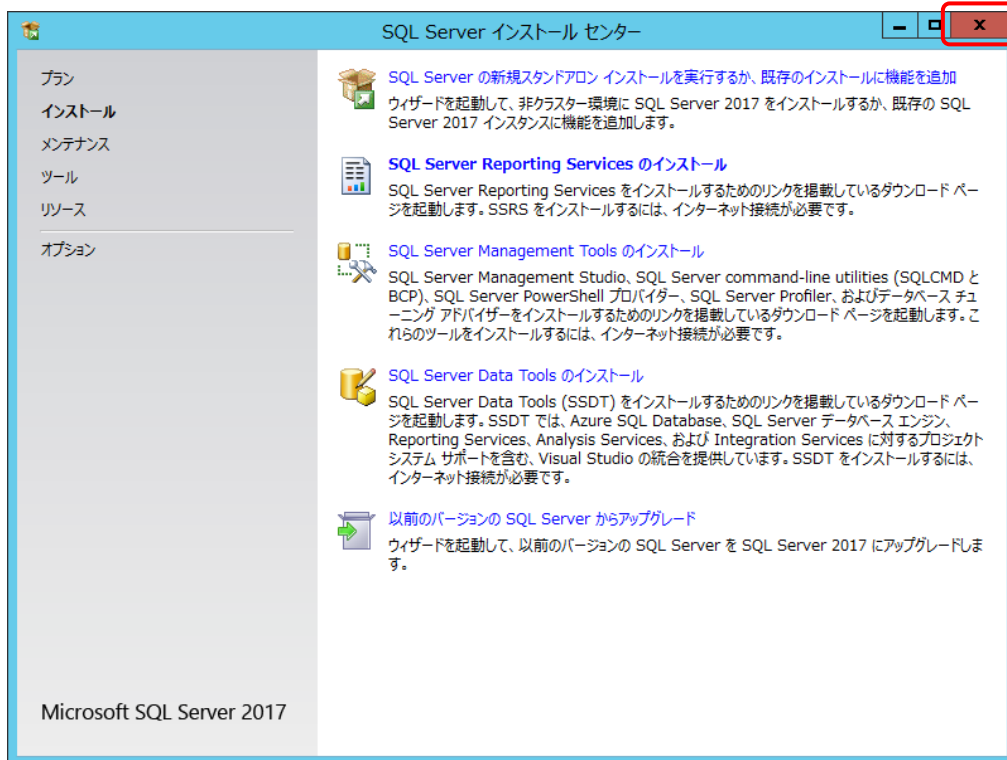 SQL Server インストール センター
x
プラン
インストール
メンテナンス
ツール
リソース
オプション
SQL Server の新規スタンドアロン インストールを実行するか、既存のインストールに機能を追加
ウィザードを起動して、非クラスター環境に SQL Server 2017 をインストールするか、既存の SQL
Server 2017 インスタンスに機能を追加します。
SQL Server Reporting Services のインストール
SQL Server Reporting Services をインストールするためのリンクを掲載しているダウンロード ペー
ジを起動します。SSRS をインストールするには、インターネット接続が必要です。
SQL Server Management Tools のインストール
SQL Server Management Studio、SQL Server command-line utilities (SQLCMD と
BCP)、SQL Server PowerShell プロバイダー、SQL Server Profiler、およびデータベース チュ
ーニング アドバイザーをインストールするためのリンクを掲載しているダウンロード ページを起動します。こ
れらのツールをインストールするには、インターネット接続が必要です。
SQL Server Data Tools のインストール
SQL Server Data Tools (SSDT) をインストールするためのリンクを掲載しているダウンロード ペー
ジを起動します。SSDT では、Azure SQL Database、SQL Server データベース エンジン、
Reporting Services、Analysis Services、および Integration Services に対するプロジェクト
システム サポートを含む、Visual Studio の統合を提供しています。SSDT をインストールするには、
インターネット接続が必要です。
以前のバージョンの SQL Server からアップグレード
ウィザードを起動して、以前のバージョンの SQL Server を SQL Server 2017 にアップグレードしま
す。
Microsoft SQL Server 2017